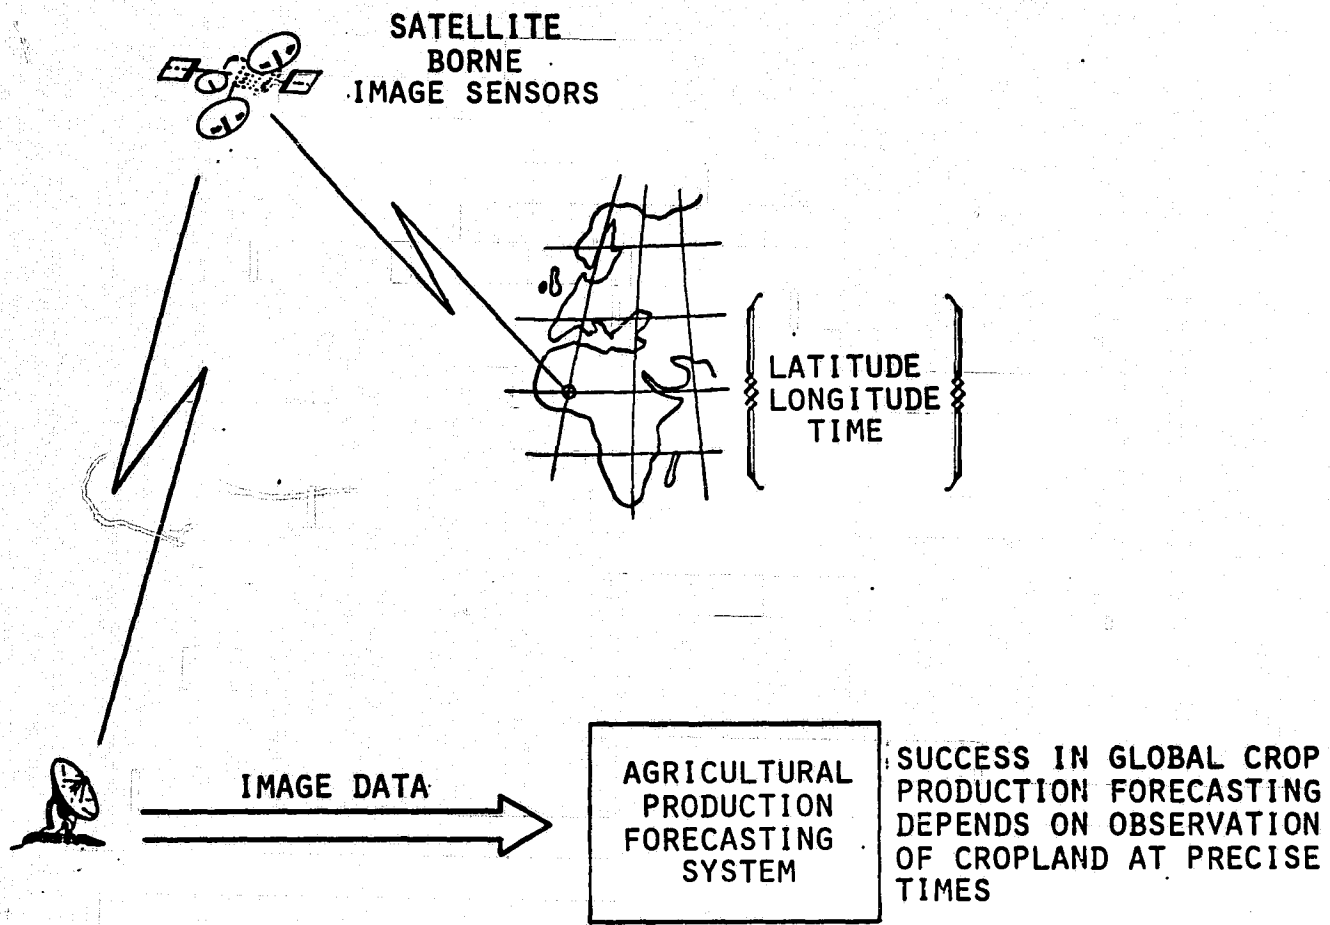 SATELLITE
BORNE
IMAGE SENSORS
LATITUDE
LONGITUDE
TIME
IMAGE DATA
AGRICULTURAL
PRODUCTION
FORECASTING
SYSTEM
SUCCESS IN GLOBAL CROP
PRODUCTION FORECASTING
DEPENDS ON OBSERVATION
OF CROPLAND AT PRECISE
TIMES